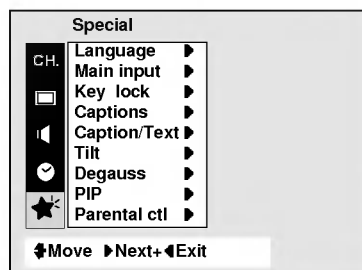 Special
CH.
Language
Main input
Key lock
Captions
Caption/Text
Tilt
Degauss
PIP
Parental ctl
Move Next+ Exit